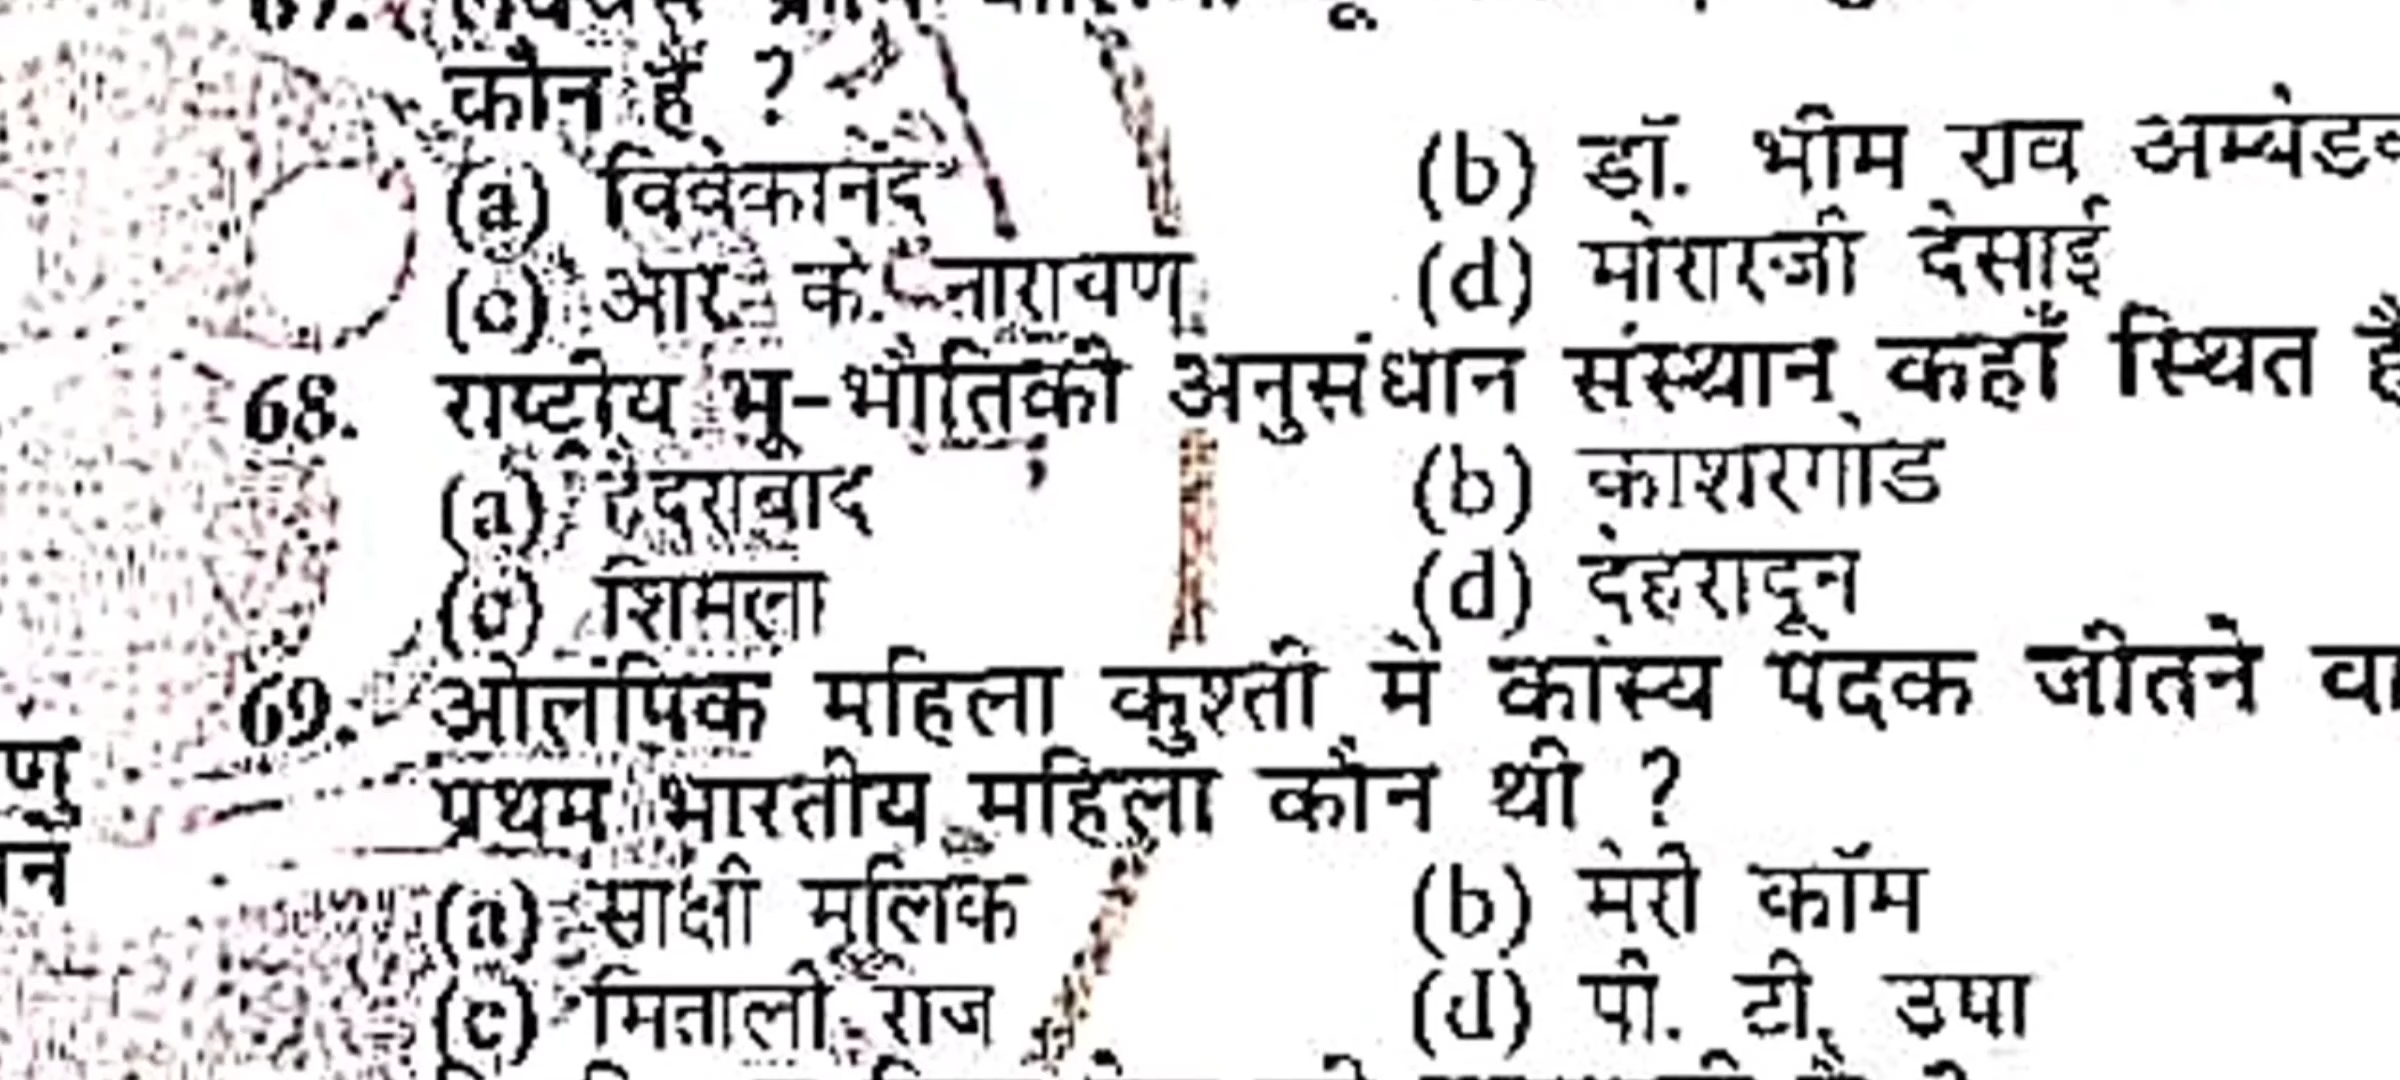 कौन हैं ?
(a) विवेकानंद (b) डॉ. भीम राव
(c) आर. के. नारायण (d) मोरारजी देसाई
68. राष्ट्रीय भू-भौतिकी अनुसंधान संस्थान कहाँ स्थित
(a) हैदराबाद (b) काशरगोड
(c) शिमला (d) देहरादून
69. ओलंपिक महिला कुश्ती में कांस्य पदक जीतने
प्रथम भारतीय महिला कौन थी ?
(a) साक्षी मलिक (b) मेरी कॉम
(c) मिताली राज (d) पी. टी. उषा